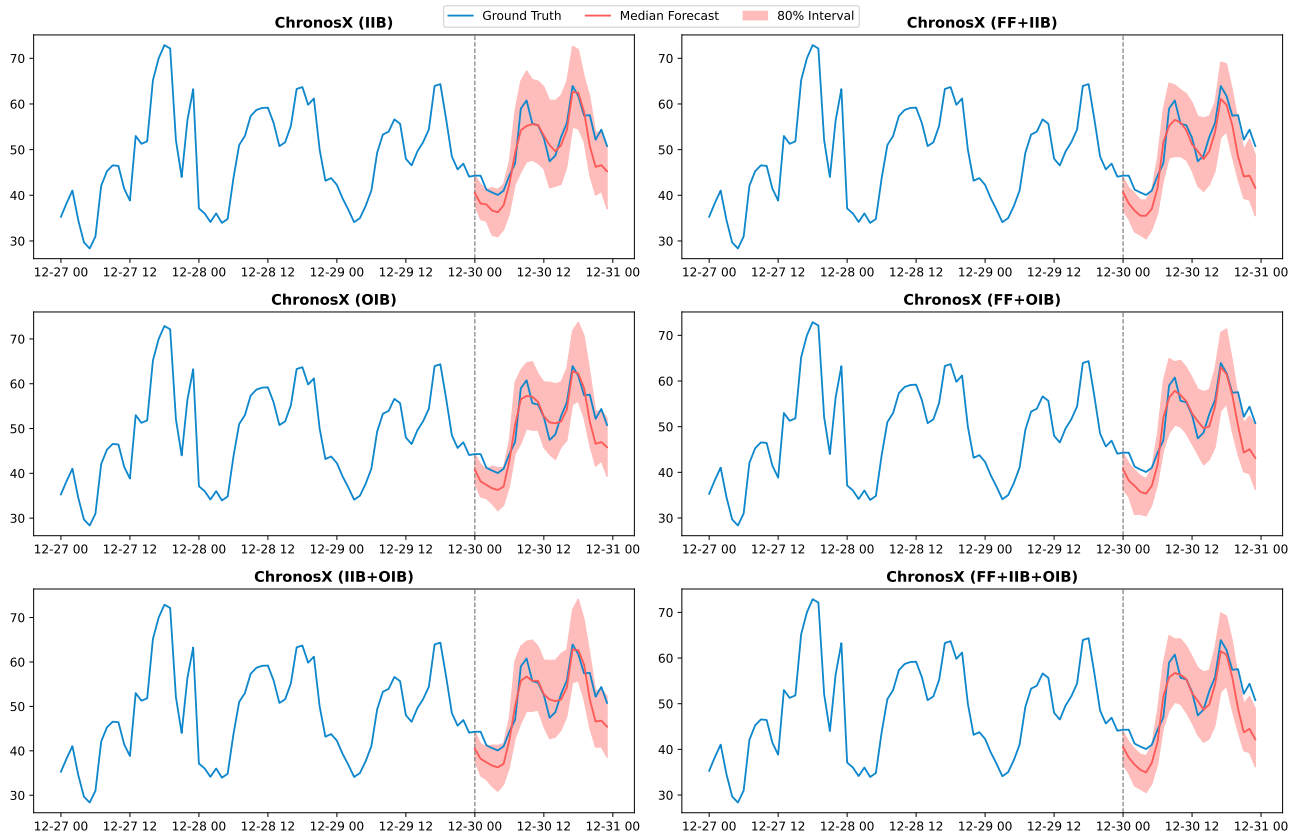 Ground Truth Median Forecast 80% Interval
ChronosX (IIB)
70
60
50
40
30
12-27 00 12-27 12 12-28 00 12-28 12 12-29 00 12-29 12 12-30 00 12-30 12 12-31 00
ChronosX (FF+IIB)
70
60
50
40
30
12-27 00 12-27 12 12-28 00 12-28 12 12-29 00 12-29 12 12-30 00 12-30 12 12-31 00
ChronosX (OIB)
70
60
50
40
30
12-27 00 12-27 12 12-28 00 12-28 12 12-29 00 12-29 12 12-30 00 12-30 12 12-31 00
ChronosX (FF+OIB)
70
60
50
40
30
12-27 00 12-27 12 12-28 00 12-28 12 12-29 00 12-29 12 12-30 00 12-30 12 12-31 00
ChronosX (IIB+OIB)
70
60
50
40
30
12-27 00 12-27 12 12-28 00 12-28 12 12-29 00 12-29 12 12-30 00 12-30 12 12-31 00
ChronosX (FF+IIB+OIB)
70
60
50
40
30
12-27 00 12-27 12 12-28 00 12-28 12 12-29 00 12-29 12 12-30 00 12-30 12 12-31 00